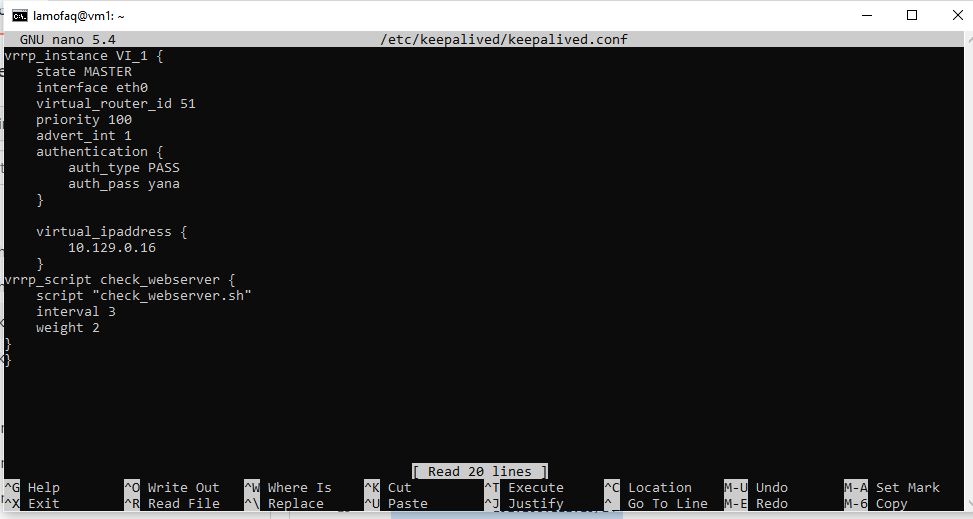 lamofaq@vm1: ~
GNU nano 5.4 /etc/keepalived/keepalived.conf
vrrp_instance VI_1 {
    state MASTER
    interface eth0
    virtual_router_id 51
    priority 100
    advert_int 1
    authentication {
        auth_type PASS
        auth_pass yana
    }

    virtual_ipaddress {
        10.129.0.16
    }
vrrp_script check_webserver {
    script "check_webserver.sh"
    interval 3
    weight 2
}
}
[ Read 20 lines ]
^G Help ^O Write Out ^W Where Is ^K Cut ^T Execute ^C Location M-U Undo M-A Set Mark
^X Exit ^R Read File ^\ Replace ^U Paste ^J Justify ^_ Go To Line M-E Redo M-6 Copy